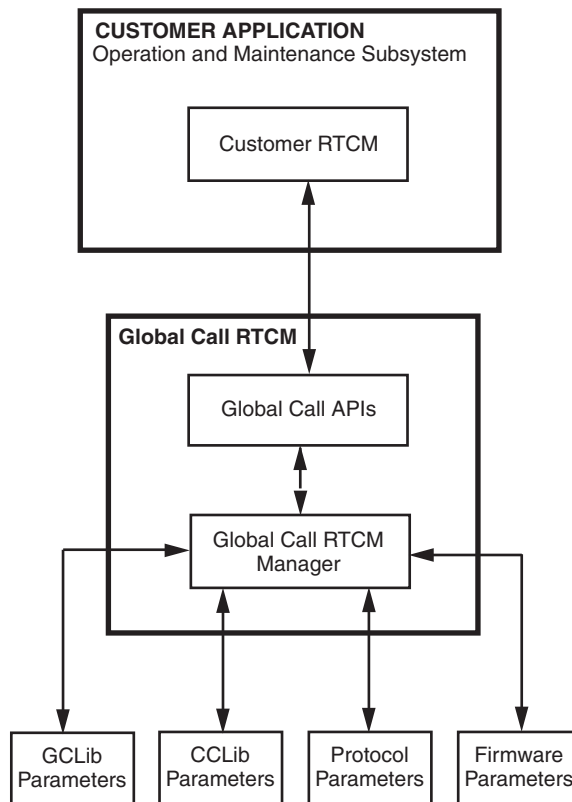 CUSTOMER APPLICATION
Operation and Maintenance Subsystem
Customer RTCM
Global Call RTCM
Global Call APIs
Global Call RTCM
Manager
GCLib
Parameters
CCLib
Parameters
Protocol
Parameters
Firmware
Parameters